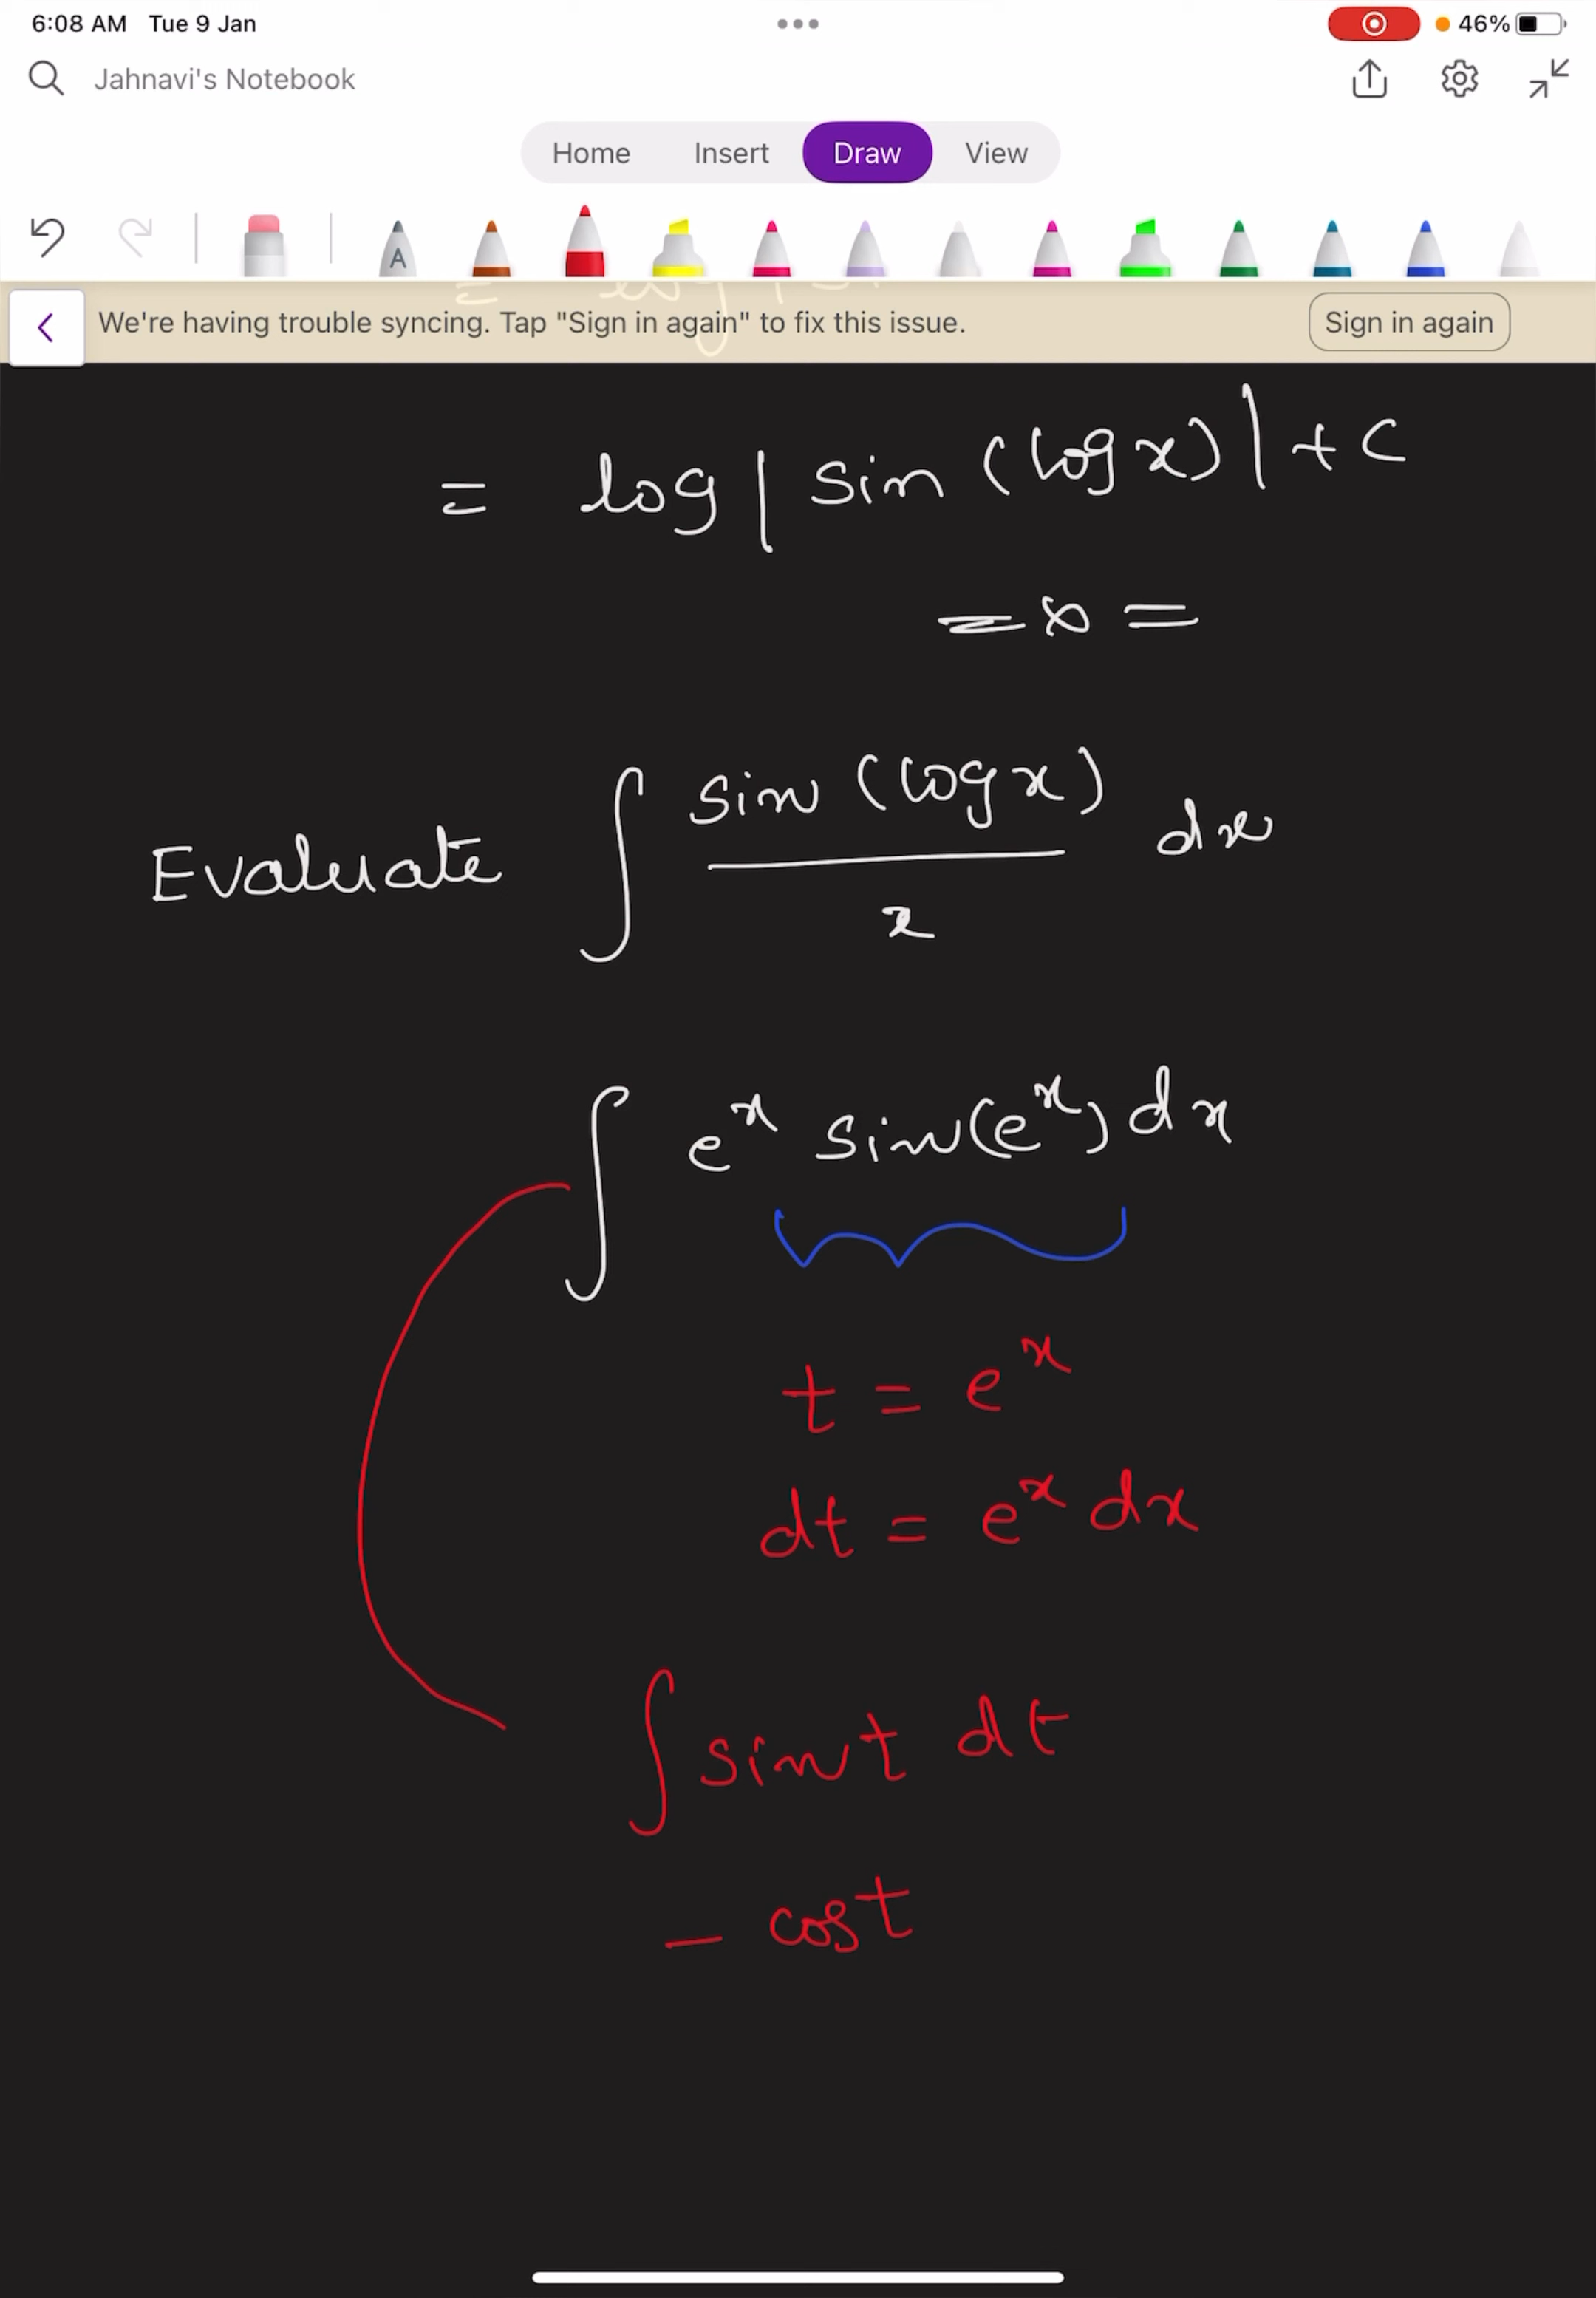 6:08 AM Tue 9 Jan 46%
Jahnavi's Notebook
Home Insert Draw View
A
We're having trouble syncing. Tap "Sign in again" to fix this issue. Sign in again
= log | sin (log x) | + c
= x =
Evaluate ∫ sin (log x) / x dx
∫ e^x sin(e^x) dx
t = e^x
dt = e^x dx
∫ sin t dt
- cos t